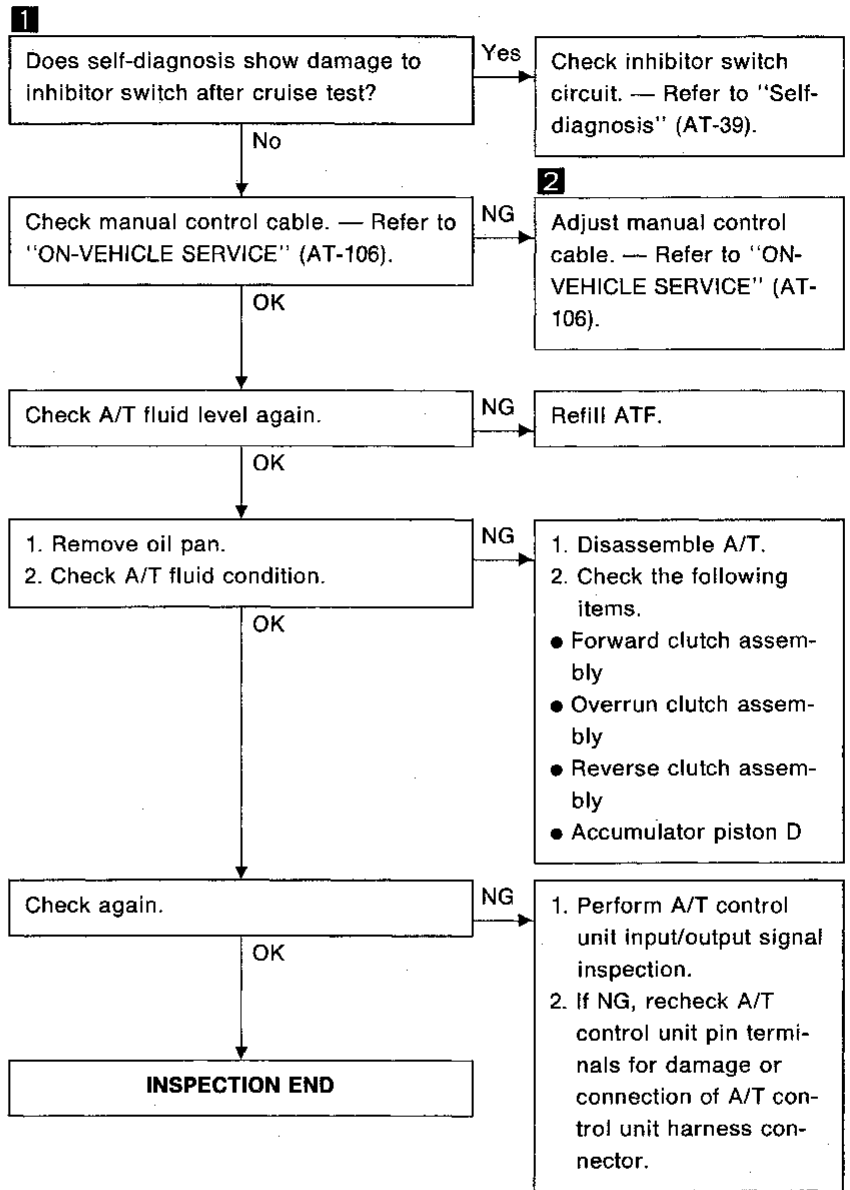 1
Does self-diagnosis show damage to
inhibitor switch after cruise test?
Yes
Check inhibitor switch
circuit. — Refer to "Self-
diagnosis" (AT-39).
No
Check manual control cable. — Refer to
"ON-VEHICLE SERVICE" (AT-106).
NG
2
Adjust manual control
cable. — Refer to "ON-
VEHICLE SERVICE" (AT-
106).
OK
Check A/T fluid level again.
NG
Refill ATF.
OK
1. Remove oil pan.
2. Check A/T fluid condition.
NG
1. Disassemble A/T.
2. Check the following
items.
● Forward clutch assem-
bly
● Overrun clutch assem-
bly
● Reverse clutch assem-
bly
● Accumulator piston D
OK
Check again.
NG
1. Perform A/T control
unit input/output signal
inspection.
2. If NG, recheck A/T
control unit pin termi-
nals for damage or
connection of A/T con-
trol unit harness con-
nector.
OK
INSPECTION END